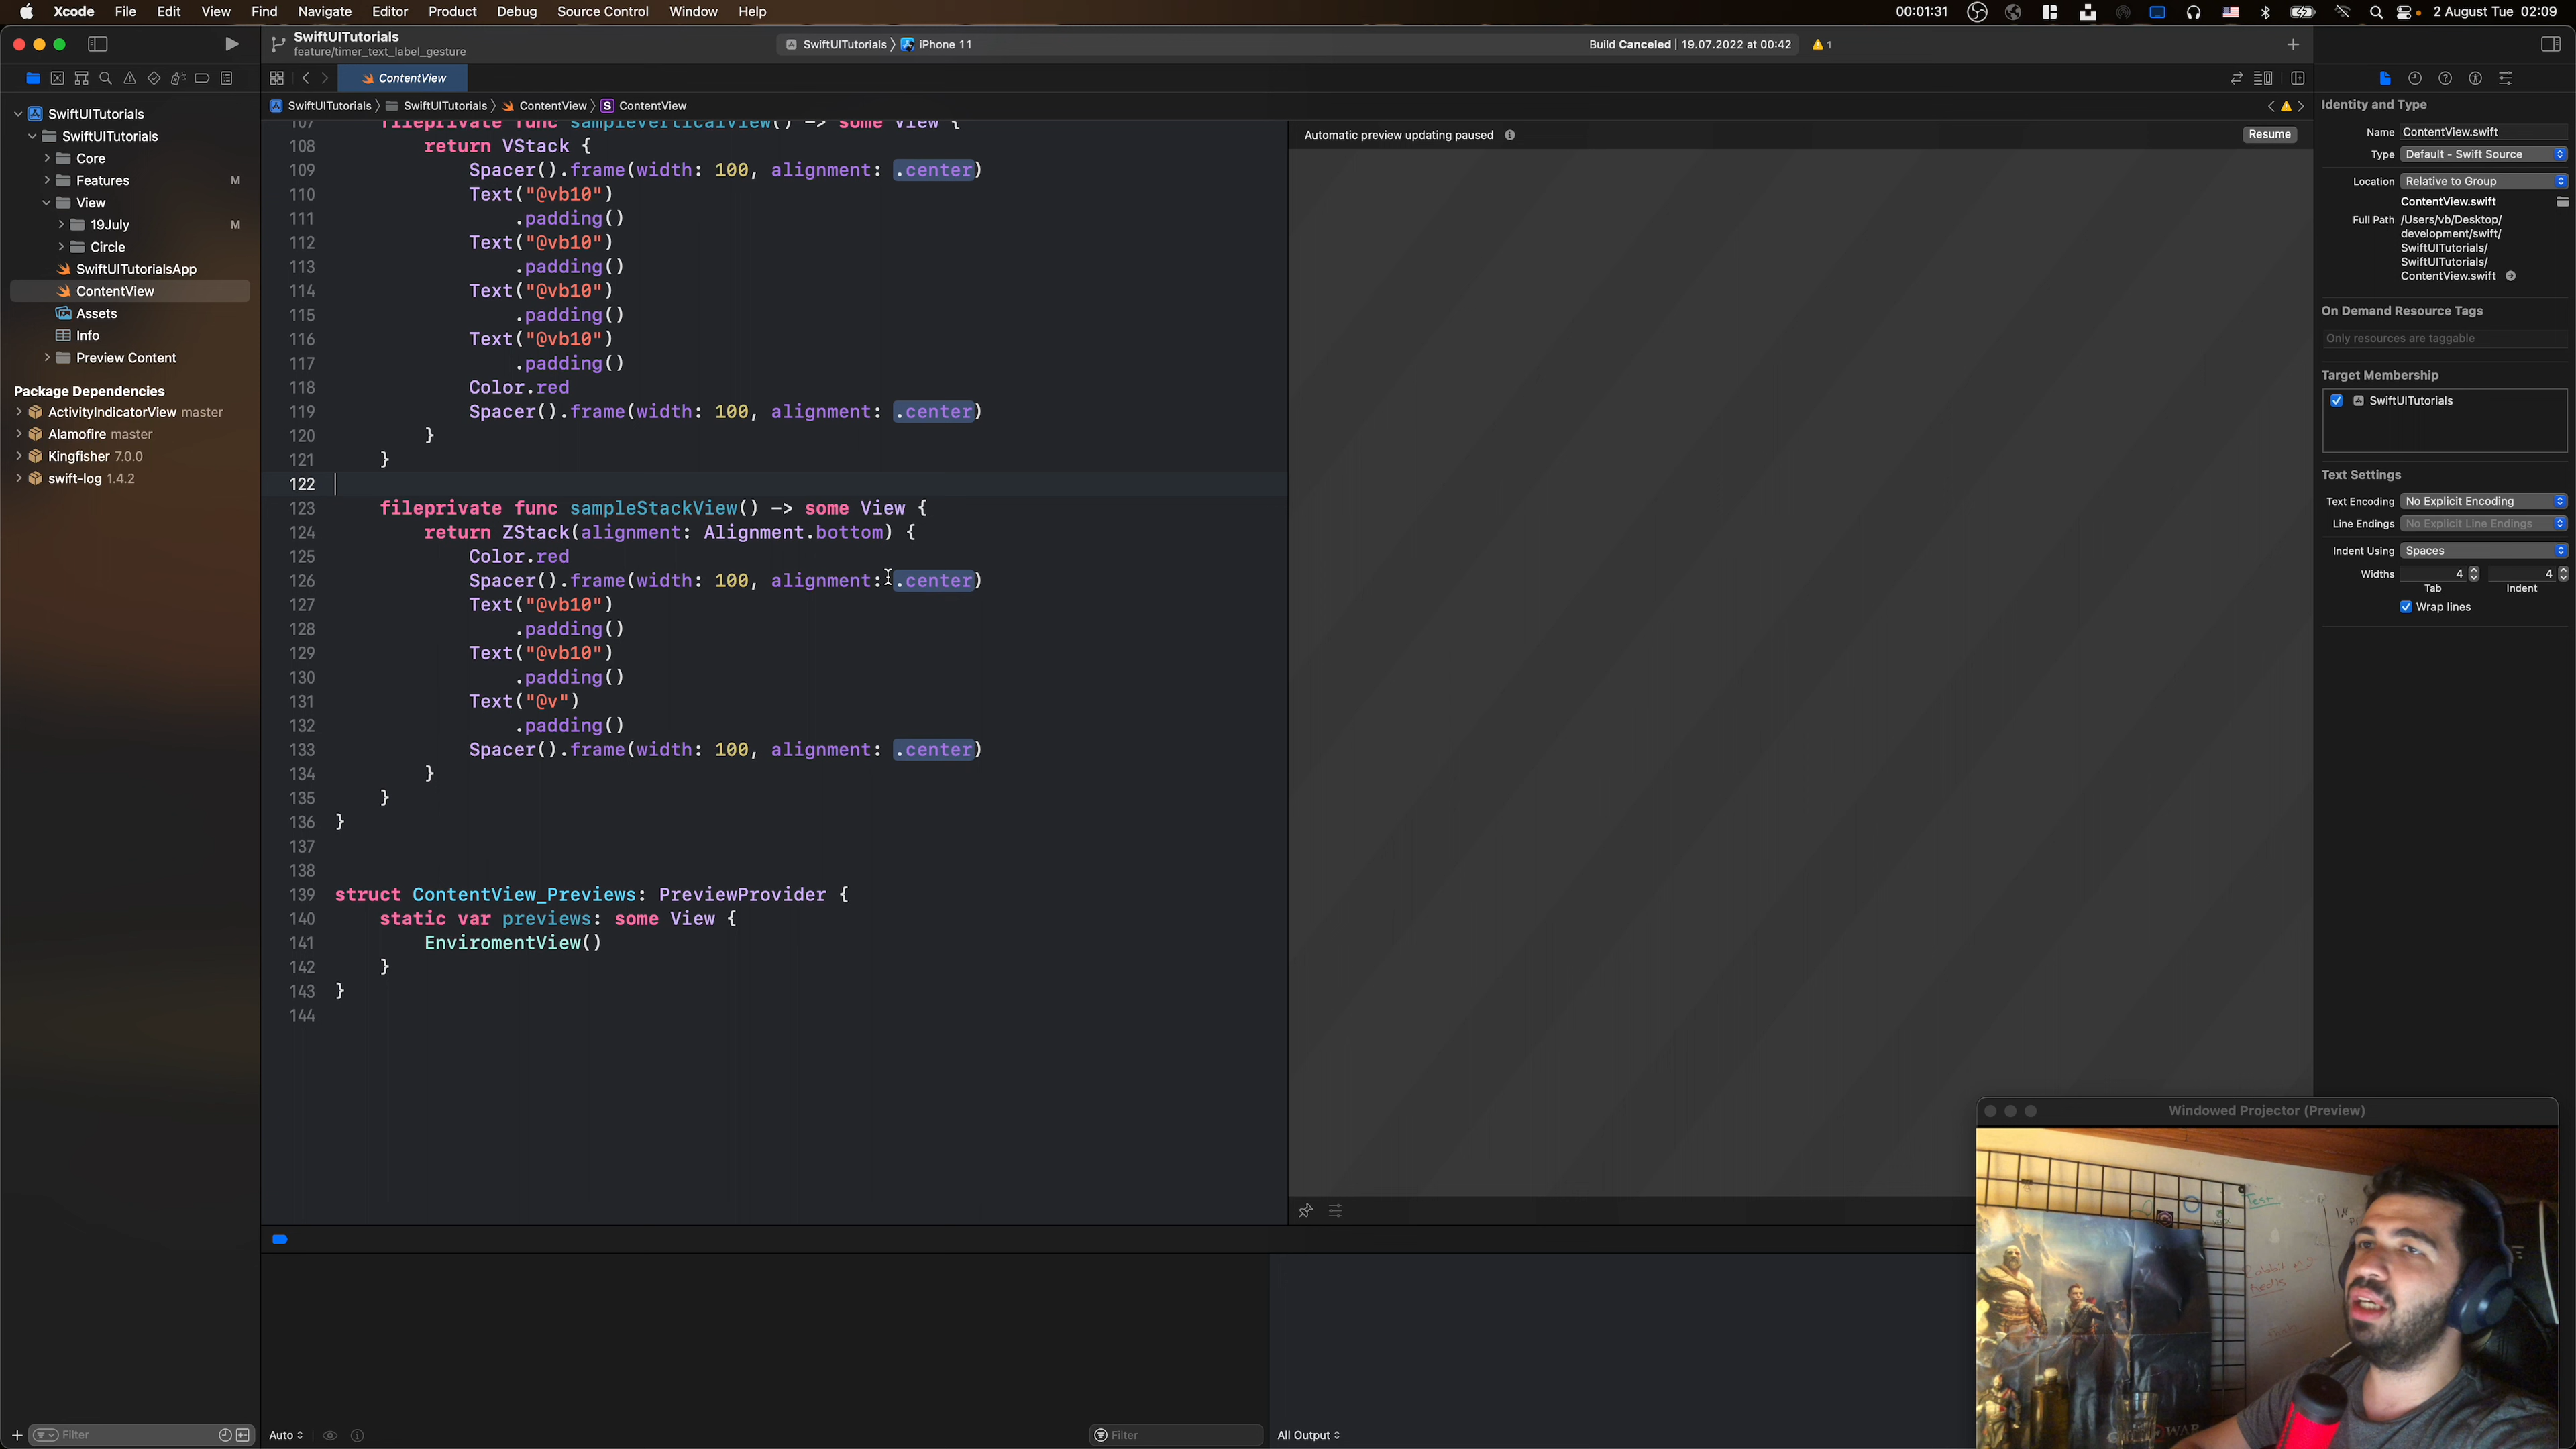 Xcode File Edit View Find Navigate Editor Product Debug Source Control Window Help
00:01:31
2 August Tue 02:09
SwiftUITutorials
feature/timer_text_label_gesture
SwiftUITutorials iPhone 11
Build Canceled | 19.07.2022 at 00:42
1
ContentView
SwiftUITutorials SwiftUITutorials ContentView ContentView
SwiftUITutorials
SwiftUITutorials
Core
Features M
View
19July M
Circle
SwiftUITutorialsApp
ContentView
Assets
Info
Preview Content
Package Dependencies
ActivityIndicatorView master
Alamofire master
Kingfisher 7.0.0
swift-log 1.4.2
Filter
107 fileprivate func sampleVerticalView() -> some View {
108 return VStack {
109 Spacer().frame(width: 100, alignment: .center)
110 Text("@vb10")
111 .padding()
112 Text("@vb10")
113 .padding()
114 Text("@vb10")
115 .padding()
116 Text("@vb10")
117 .padding()
118 Color.red
119 Spacer().frame(width: 100, alignment: .center)
120 }
121 }
122
123 fileprivate func sampleStackView() -> some View {
124 return ZStack(alignment: Alignment.bottom) {
125 Color.red
126 Spacer().frame(width: 100, alignment: .center)
127 Text("@vb10")
128 .padding()
129 Text("@vb10")
130 .padding()
131 Text("@v")
132 .padding()
133 Spacer().frame(width: 100, alignment: .center)
134 }
135 }
136 }
137
138
139 struct ContentView_Previews: PreviewProvider {
140 static var previews: some View {
141 EnviromentView()
142 }
143 }
144
Auto
Filter
All Output
Automatic preview updating paused
Resume
Identity and Type
Name ContentView.swift
Type Default - Swift Source
Location Relative to Group
ContentView.swift
Full Path /Users/vb/Desktop/
development/swift/
SwiftUITutorials/
SwiftUITutorials/
ContentView.swift
On Demand Resource Tags
Only resources are taggable
Target Membership
SwiftUITutorials
Text Settings
Text Encoding No Explicit Encoding
Line Endings No Explicit Line Endings
Indent Using Spaces
Widths 4 4
Tab Indent
Wrap lines
Windowed Projector (Preview)
Test